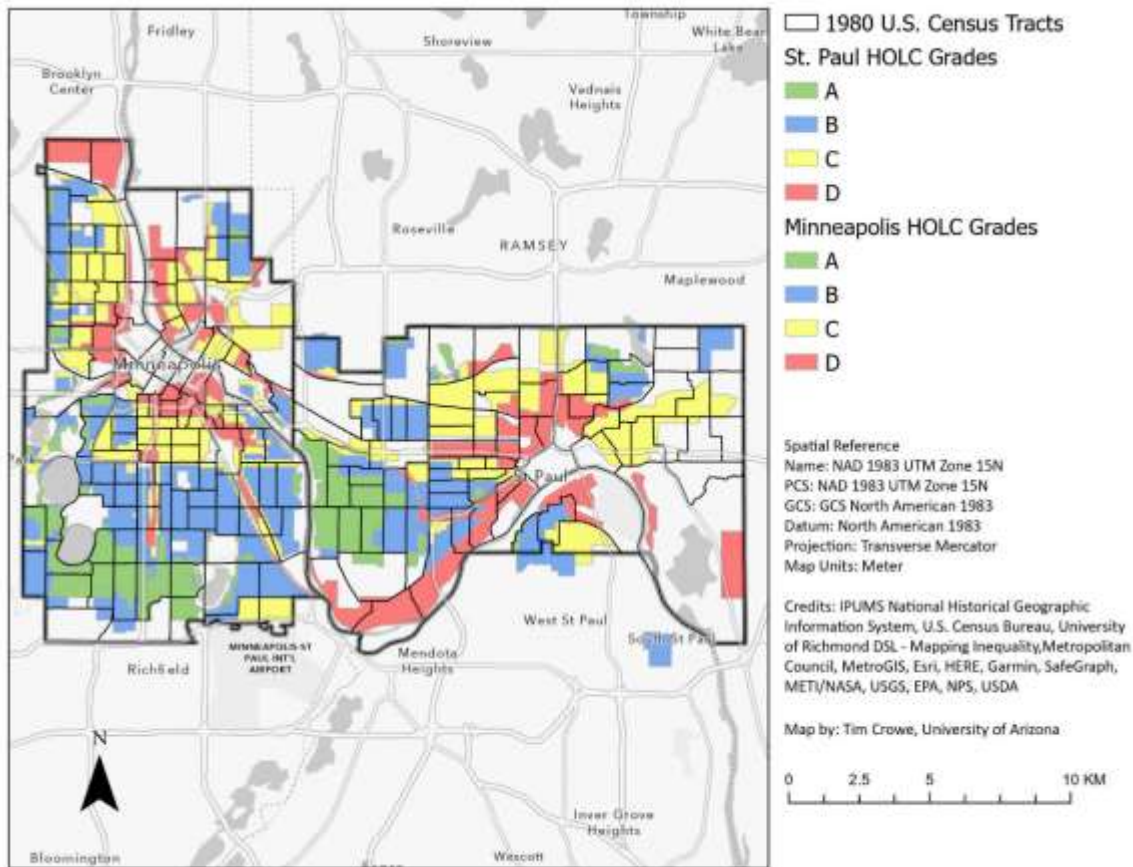 Fridley
Township
Shoreview
White Bear
Lake
Brooklyn
Center
Vadnais
Heights
Roseville
RAMSEY
Maplewood
Minneapolis
St Paul
West St Paul
South St Paul
MINNEAPOLIS-ST
PAUL INT'L
AIRPORT
Mendota
Heights
Richfield
N
Inver Grove
Heights
Bloomington
Wescott
1980 U.S. Census Tracts
St. Paul HOLC Grades
A
B
C
D
Minneapolis HOLC Grades
A
B
C
D
Spatial Reference
Name: NAD 1983 UTM Zone 15N
PCS: NAD 1983 UTM Zone 15N
GCS: GCS North American 1983
Datum: North American 1983
Projection: Transverse Mercator
Map Units: Meter
Credits: IPUMS National Historical Geographic
Information System, U.S. Census Bureau, University
of Richmond DSL - Mapping Inequality,Metropolitan
Council, MetroGIS, Esri, HERE, Garmin, SafeGraph,
METI/NASA, USGS, EPA, NPS, USDA
Map by: Tim Crowe, University of Arizona
0 2.5 5 10 KM